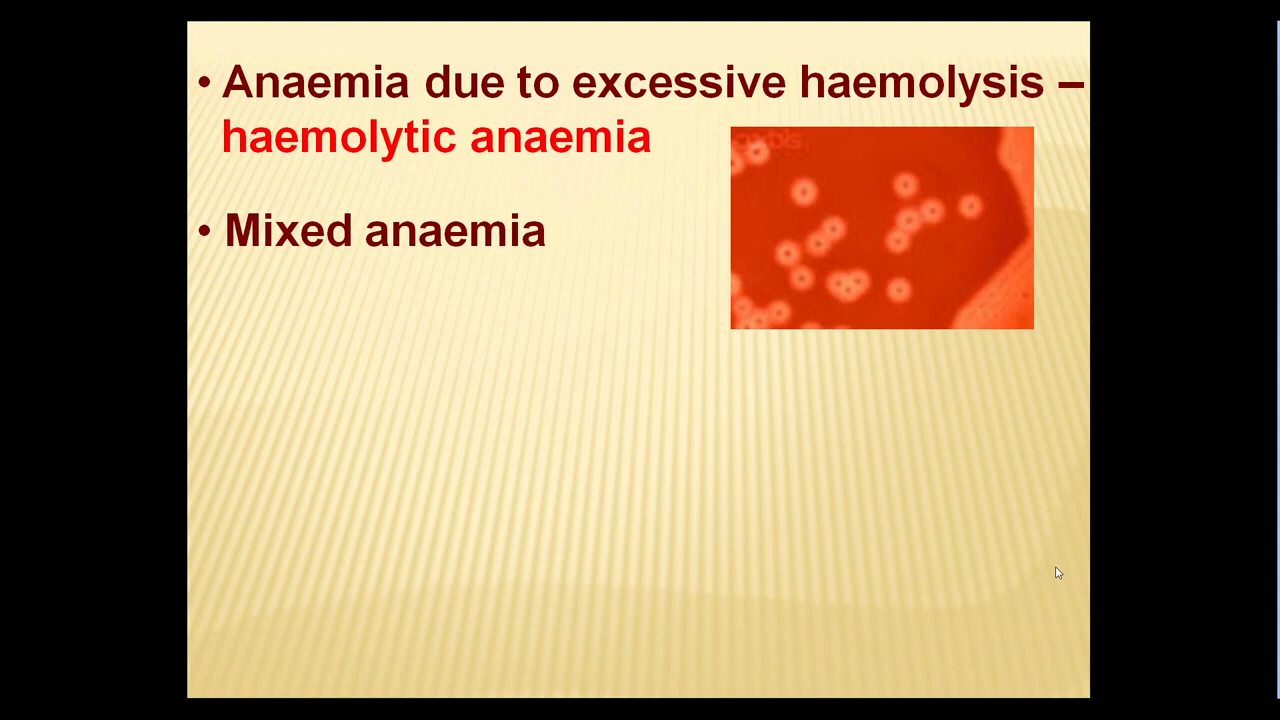 • Anaemia due to excessive haemolysis –
haemolytic anaemia
• Mixed anaemia